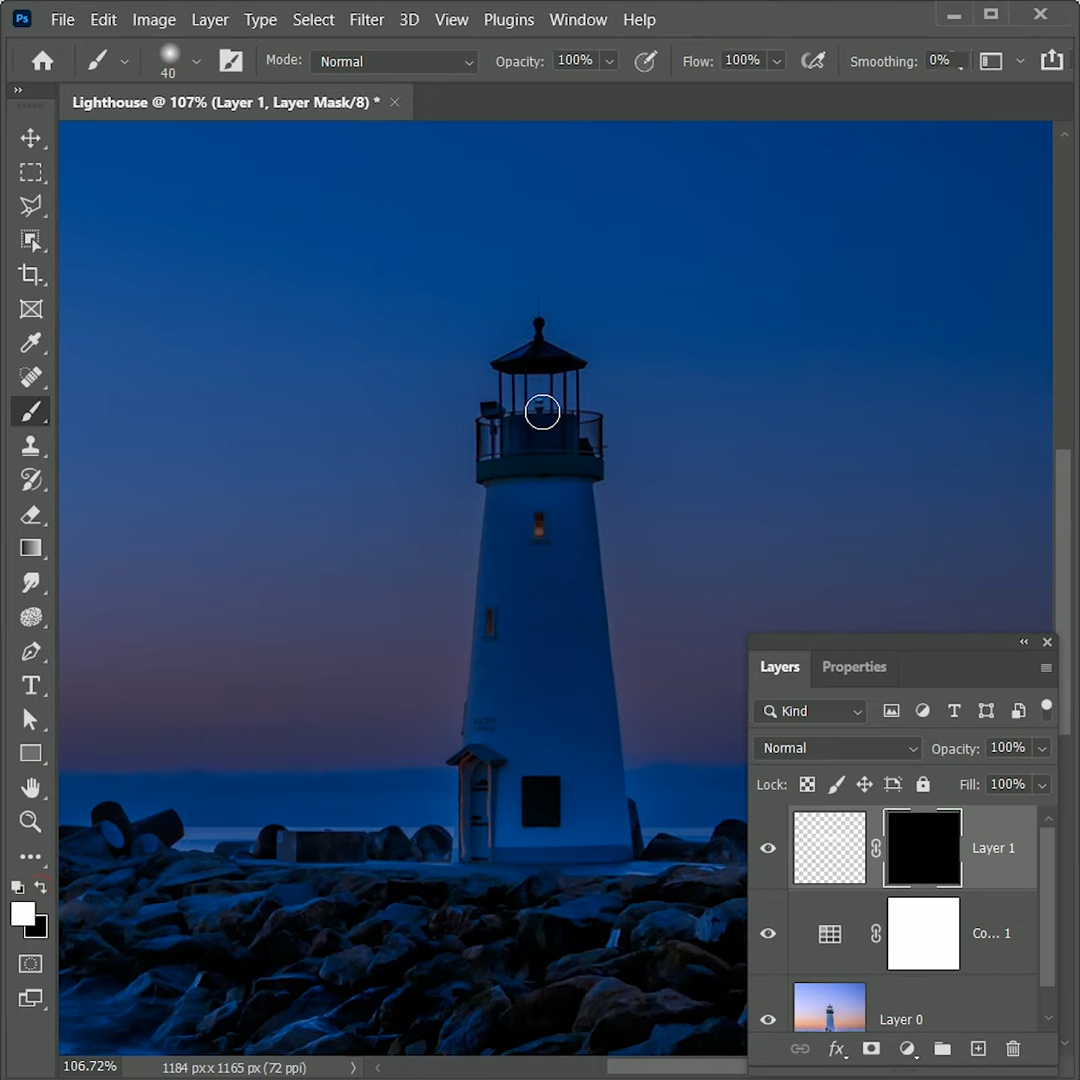 Ps File Edit Image Layer Type Select Filter 3D View Plugins Window Help
40 Mode: Normal Opacity: 100% Flow: 100% Smoothing: 0%
Lighthouse @ 107% (Layer 1, Layer Mask/8) *
Layers Properties
Kind
Normal Opacity: 100%
Lock: Fill: 100%
Layer 1
Co... 1
Layer 0
fx
106.72% 1184 px x 1165 px (72 ppi)